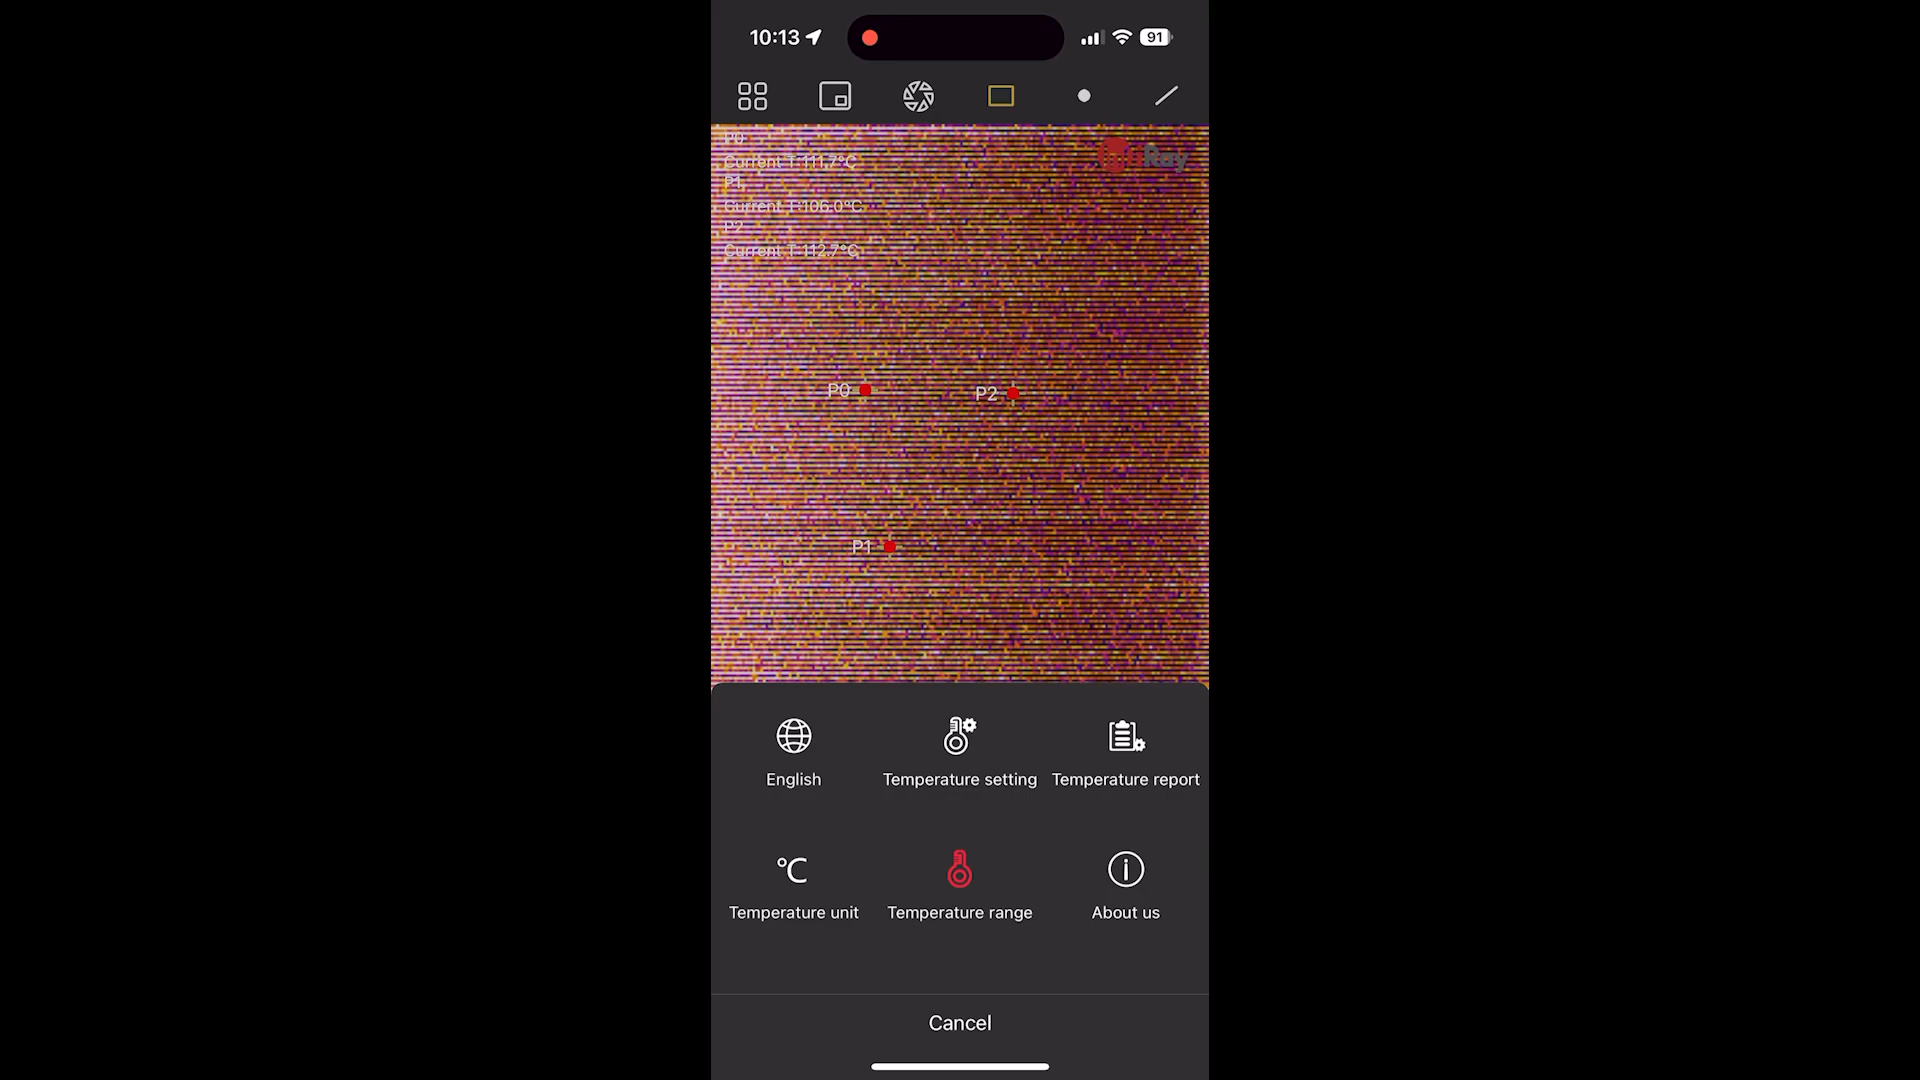 10:13
91
P0
Current T:111.7°C
P1
Current T:106.0°C
P2
Current T:112.7°C
InfiRay
P0
P2
P1
English
Temperature setting
Temperature report
°C
Temperature unit
Temperature range
About us
Cancel